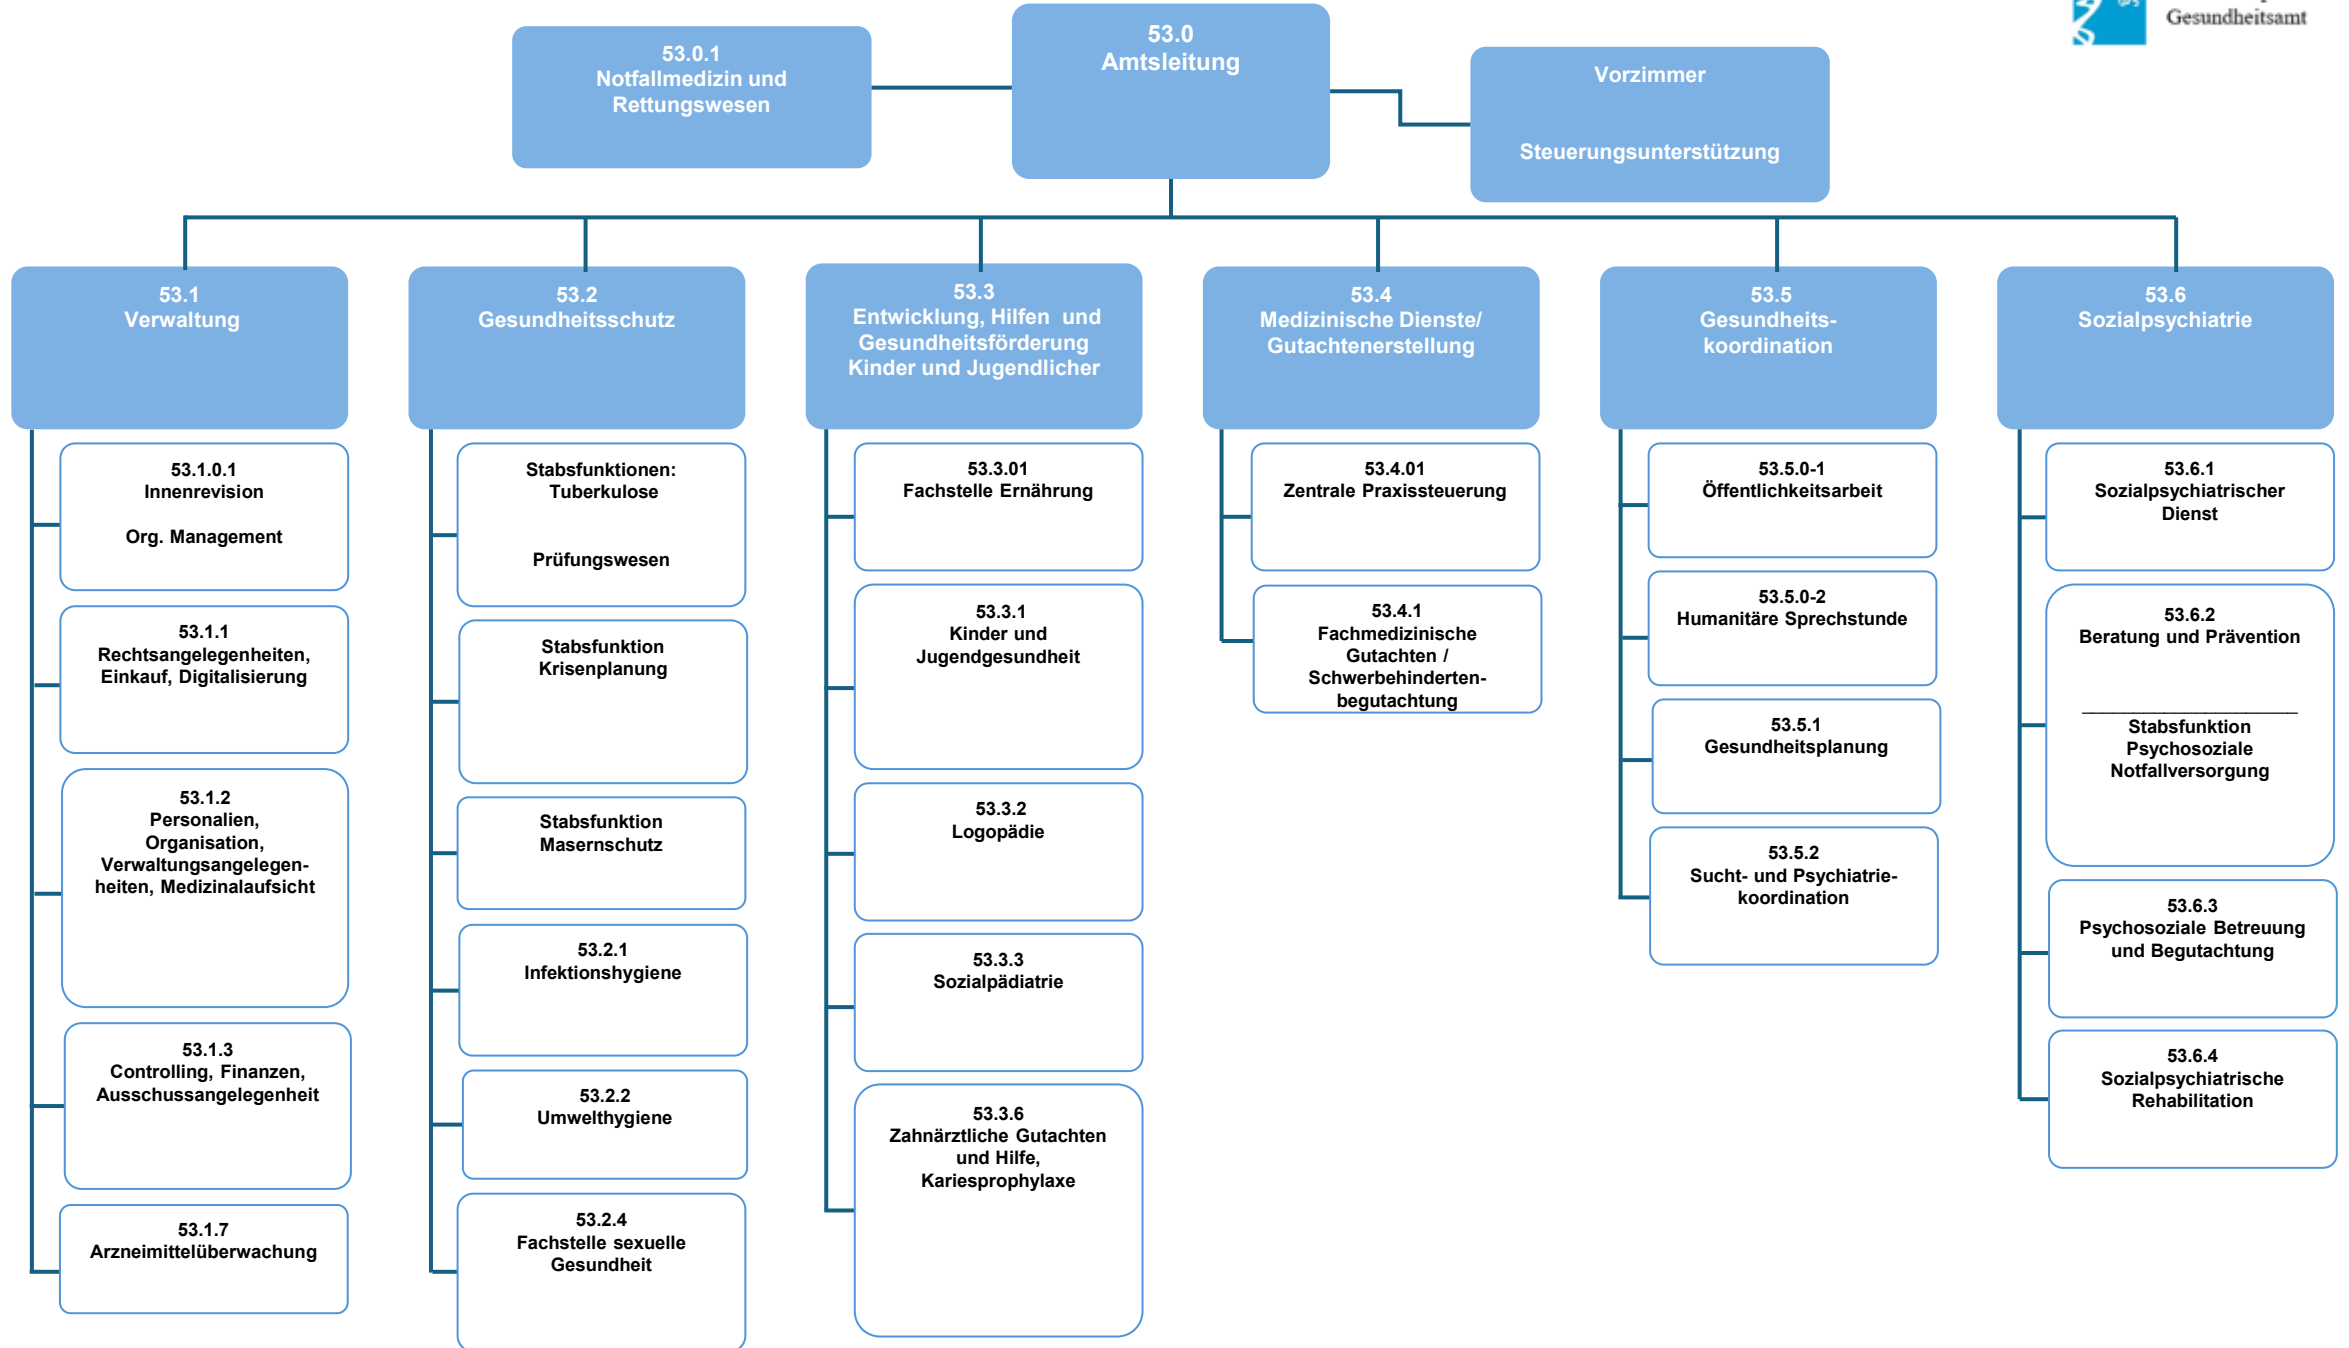 Gesundheitsamt
53.0.1
Notfallmedizin und
Rettungswesen
53.0
Amtsleitung
Vorzimmer
Steuerungsunterstützung
53.1
Verwaltung
53.2
Gesundheitsschutz
53.3
Entwicklung, Hilfen und
Gesundheitsförderung
Kinder und Jugendlicher
53.4
Medizinische Dienste/
Gutachtenerstellung
53.5
Gesundheits-
koordination
53.6
Sozialpsychiatrie
53.1.0.1
Innenrevision
Org. Management
53.1.1
Rechtsangelegenheiten,
Einkauf, Digitalisierung
53.1.2
Personalien,
Organisation,
Verwaltungsangelegen-
heiten, Medizinalaufsicht
53.1.3
Controlling, Finanzen,
Ausschussangelegenheit
53.1.7
Arzneimittelüberwachung
Stabsfunktionen:
Tuberkulose
Prüfungswesen
Stabsfunktion
Krisenplanung
Stabsfunktion
Masernschutz
53.2.1
Infektionshygiene
53.2.2
Umwelthygiene
53.2.4
Fachstelle sexuelle
Gesundheit
53.3.01
Fachstelle Ernährung
53.3.1
Kinder und
Jugendgesundheit
53.3.2
Logopädie
53.3.3
Sozialpädiatrie
53.3.6
Zahnärztliche Gutachten
und Hilfe,
Kariesprophylaxe
53.4.01
Zentrale Praxissteuerung
53.4.1
Fachmedizinische
Gutachten /
Schwerbehinderten-
begutachtung
53.5.0-1
Öffentlichkeitsarbeit
53.5.0-2
Humanitäre Sprechstunde
53.5.1
Gesundheitsplanung
53.5.2
Sucht- und Psychiatrie-
koordination
53.6.1
Sozialpsychiatrischer
Dienst
53.6.2
Beratung und Prävention
Stabsfunktion
Psychosoziale
Notfallversorgung
53.6.3
Psychosoziale Betreuung
und Begutachtung
53.6.4
Sozialpsychiatrische
Rehabilitation